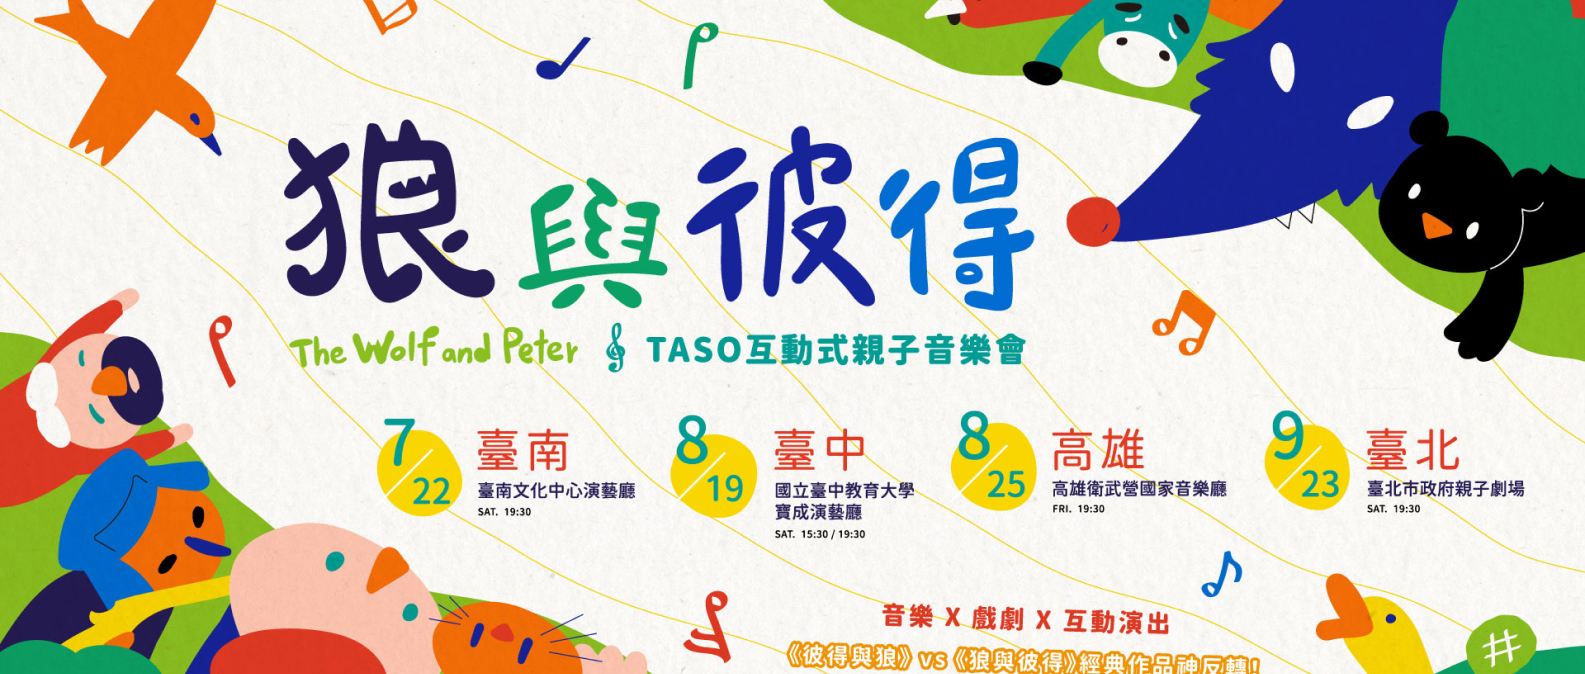 狼與彼得
The Wolf and Peter TASO互動式親子音樂會
7/22 臺南
臺南文化中心演藝廳
SAT. 19:30
8/19 臺中
國立臺中教育大學
寶成演藝廳
SAT. 15:30 / 19:30
8/25 高雄
高雄衛武營國家音樂廳
FRI. 19:30
9/23 臺北
臺北市政府親子劇場
SAT. 19:30
音樂 X 戲劇 X 互動演出
《彼得與狼》vs《狼與彼得》經典作品神反轉!